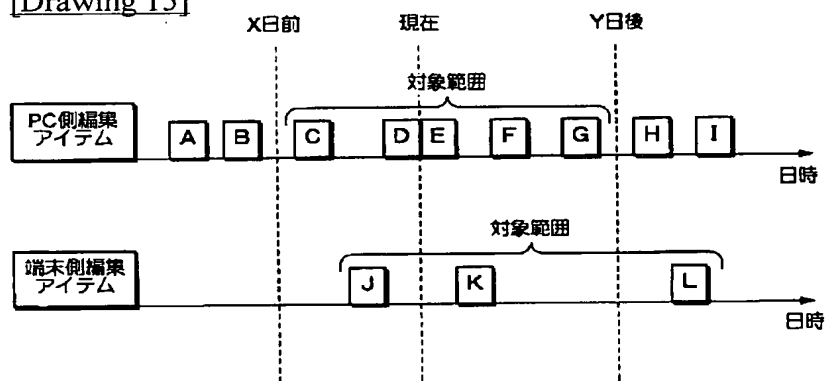 [Drawing 15]
X日前 現在 Y日後
対象範囲
PC側編集
アイテム
A B C D E F G H I
日時
対象範囲
端末側編集
アイテム
J K L
日時